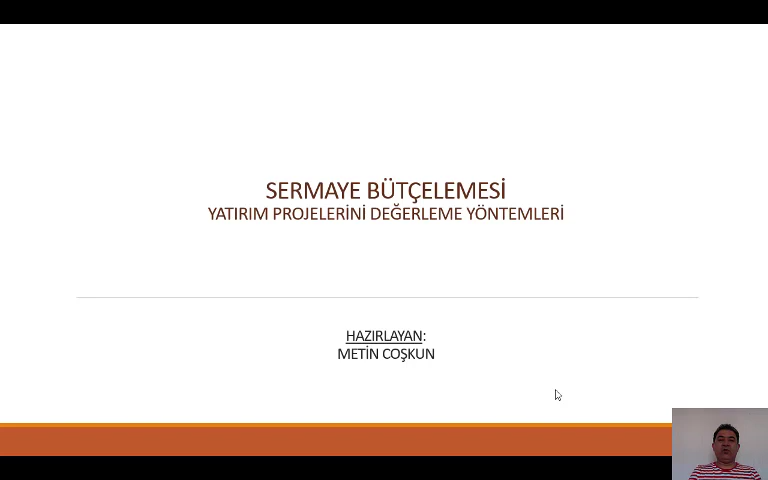 SERMAYE BÜTÇELEMESİ
YATIRIM PROJELERİNİ DEĞERLEME YÖNTEMLERİ
HAZIRLAYAN:
METİN COŞKUN